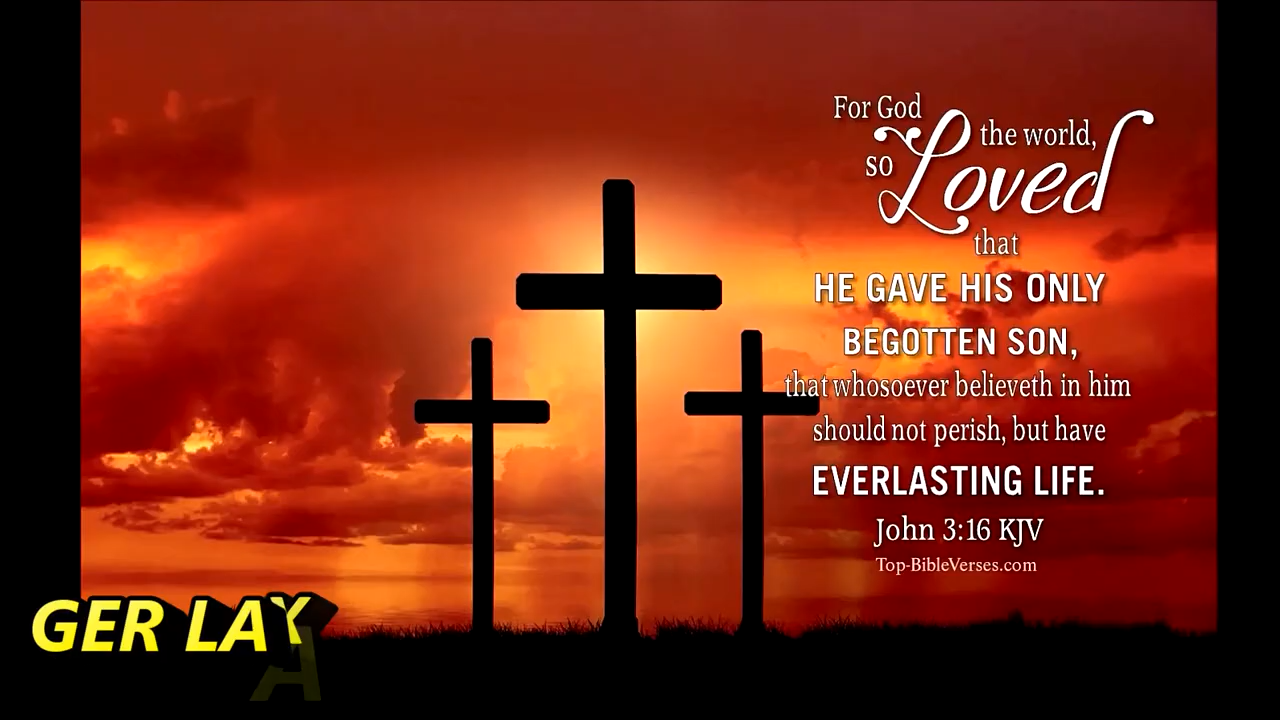 For God
so Loved the world,
that
HE GAVE HIS ONLY
BEGOTTEN SON,
that whosoever believeth in him
should not perish, but have
EVERLASTING LIFE.
John 3:16 KJV
Top-BibleVerses.com
GER LAY
A